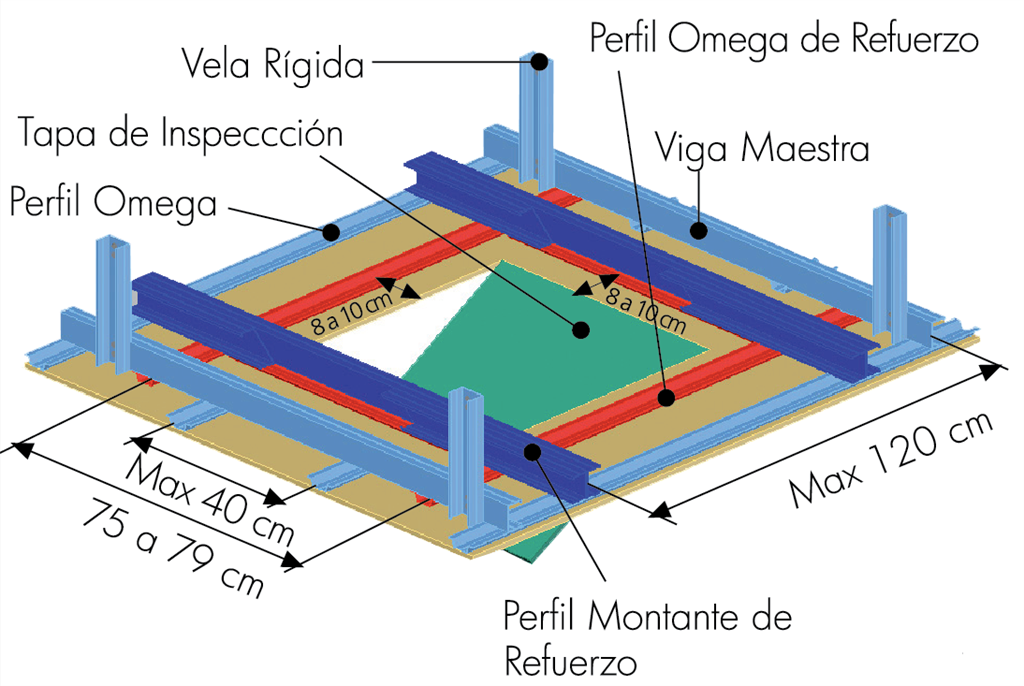 Perfil Omega de Refuerzo
Vela Rígida
Tapa de Inspeccción
Viga Maestra
Perfil Omega
8 a 10 cm
8 a 10 cm
Max 120 cm
Max 40 cm
75 a 79 cm
Perfil Montante de
Refuerzo